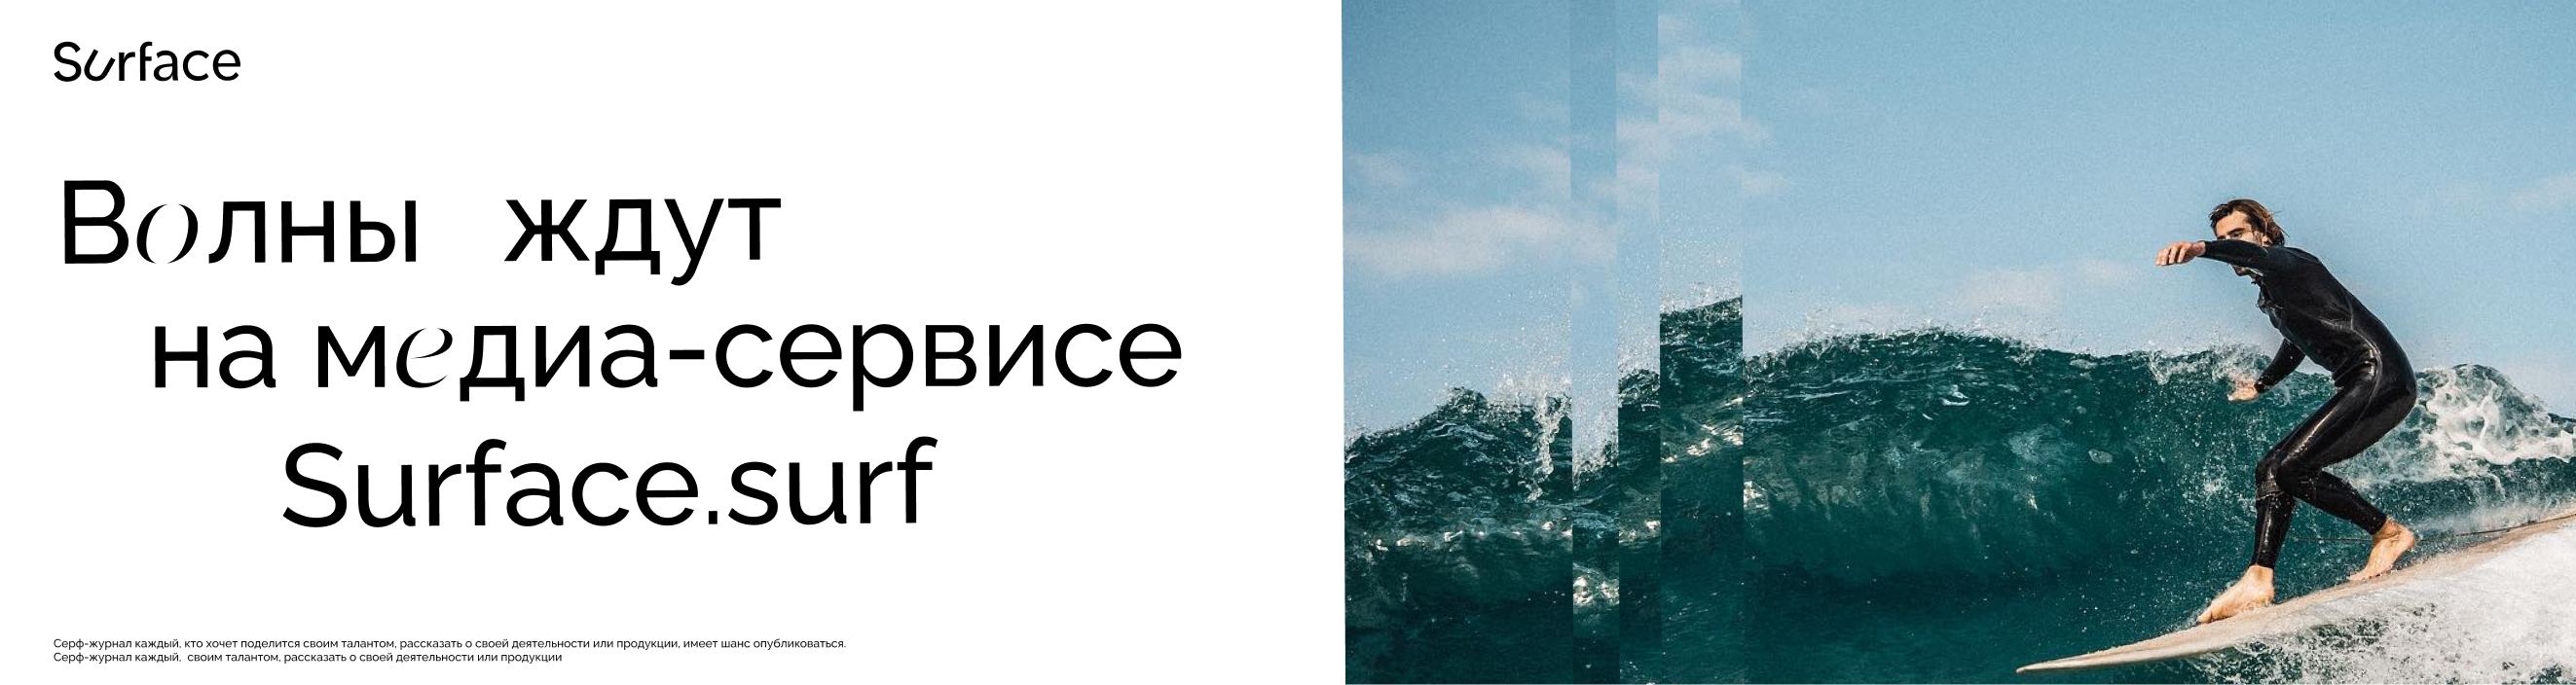 Surface
Волны ждут
на медиа-сервисе
Surface.surf
Серф-журнал каждый, кто хочет поделится своим талантом, рассказать о своей деятельности или продукции, имеет шанс опубликоваться.
Серф-журнал каждый,  своим талантом, рассказать о своей деятельности или продукции